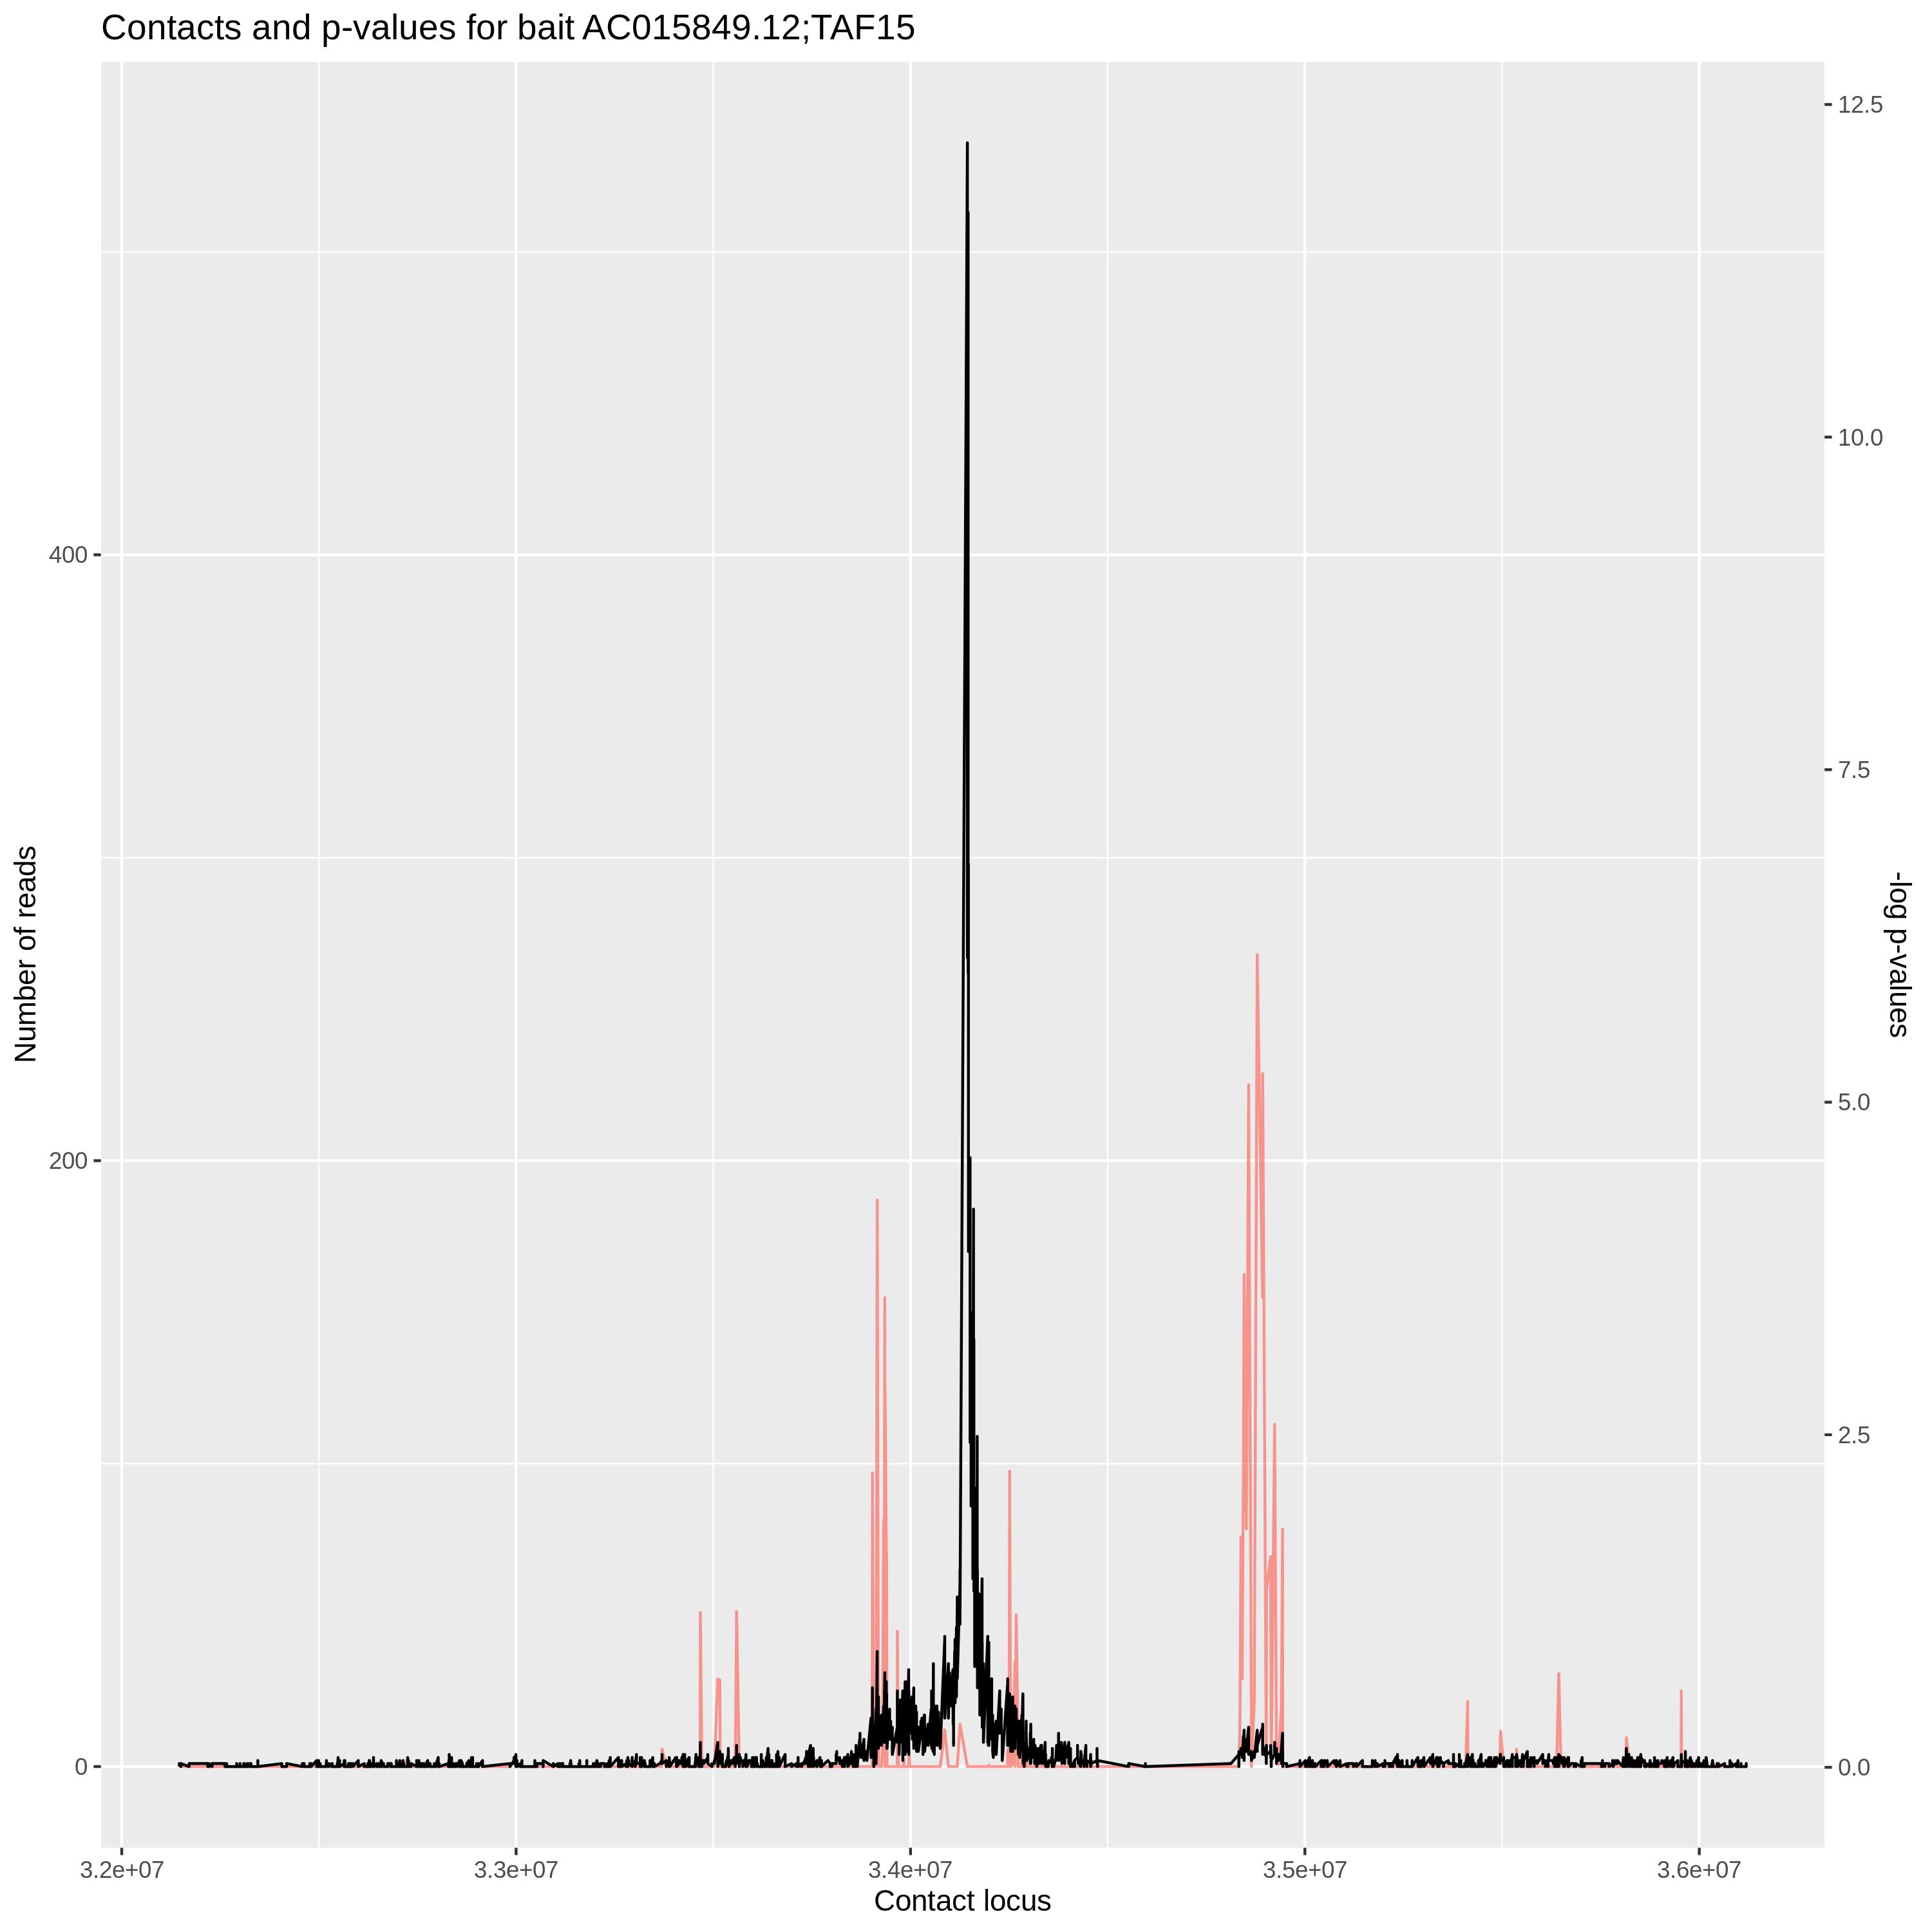 Contacts and p-values for bait AC015849.12;TAF15
12.5
10.0
7.5
5.0
2.5
0.0
-log p-values
400
200
0
Number of reads
3.2e+07
3.3e+07
3.4e+07
3.5e+07
3.6e+07
Contact locus